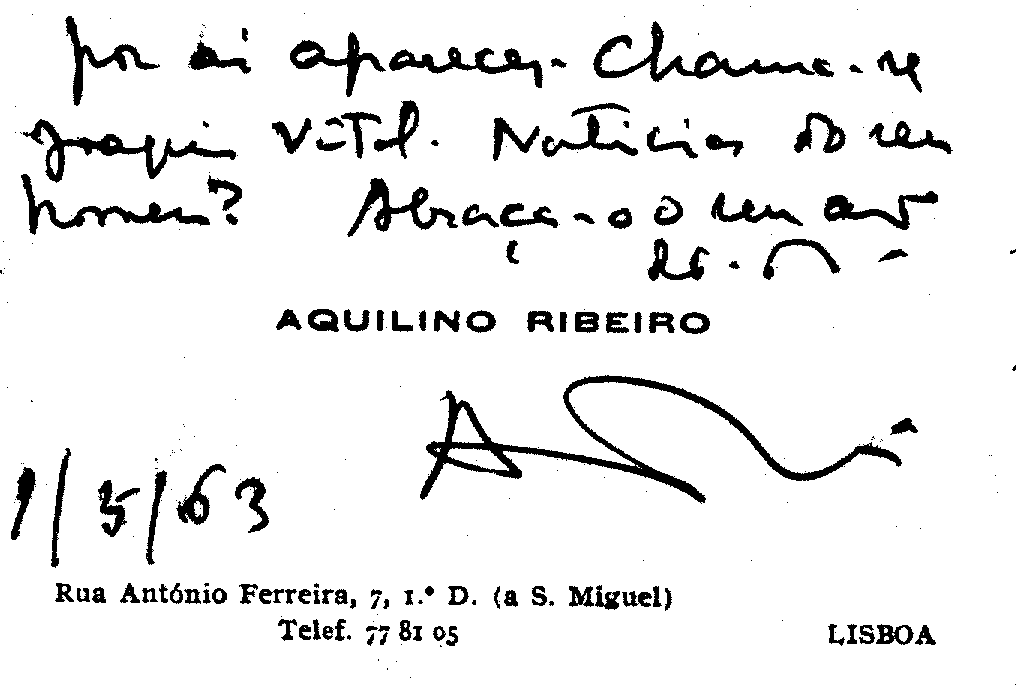 por aí aparecer. Chama-se
Joaquim Vital. Notícias do seu
homem? Abraça-o o seu
AQUILINO RIBEIRO
1/5/63
Rua António Ferreira, 7, 1.º D. (a S. Miguel)
Telef. 77 81 05 LISBOA